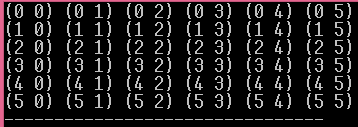 (0 0) (0 1) (0 2) (0 3) (0 4) (0 5)
(1 0) (1 1) (1 2) (1 3) (1 4) (1 5)
(2 0) (2 1) (2 2) (2 3) (2 4) (2 5)
(3 0) (3 1) (3 2) (3 3) (3 4) (3 5)
(4 0) (4 1) (4 2) (4 3) (4 4) (4 5)
(5 0) (5 1) (5 2) (5 3) (5 4) (5 5)
--------------------------------